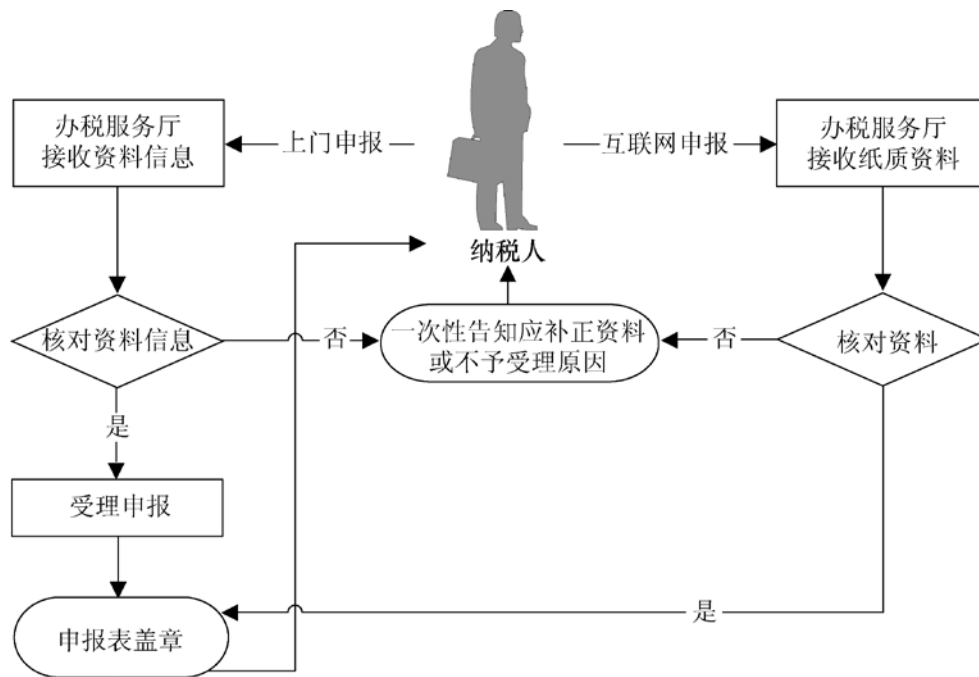 办税服务厅
接收资料信息
上门申报
互联网申报
办税服务厅
接收纸质资料
纳税人
核对资料信息
否
一次性告知应补正资料
或不予受理原因
否
核对资料
是
受理申报
申报表盖章
是